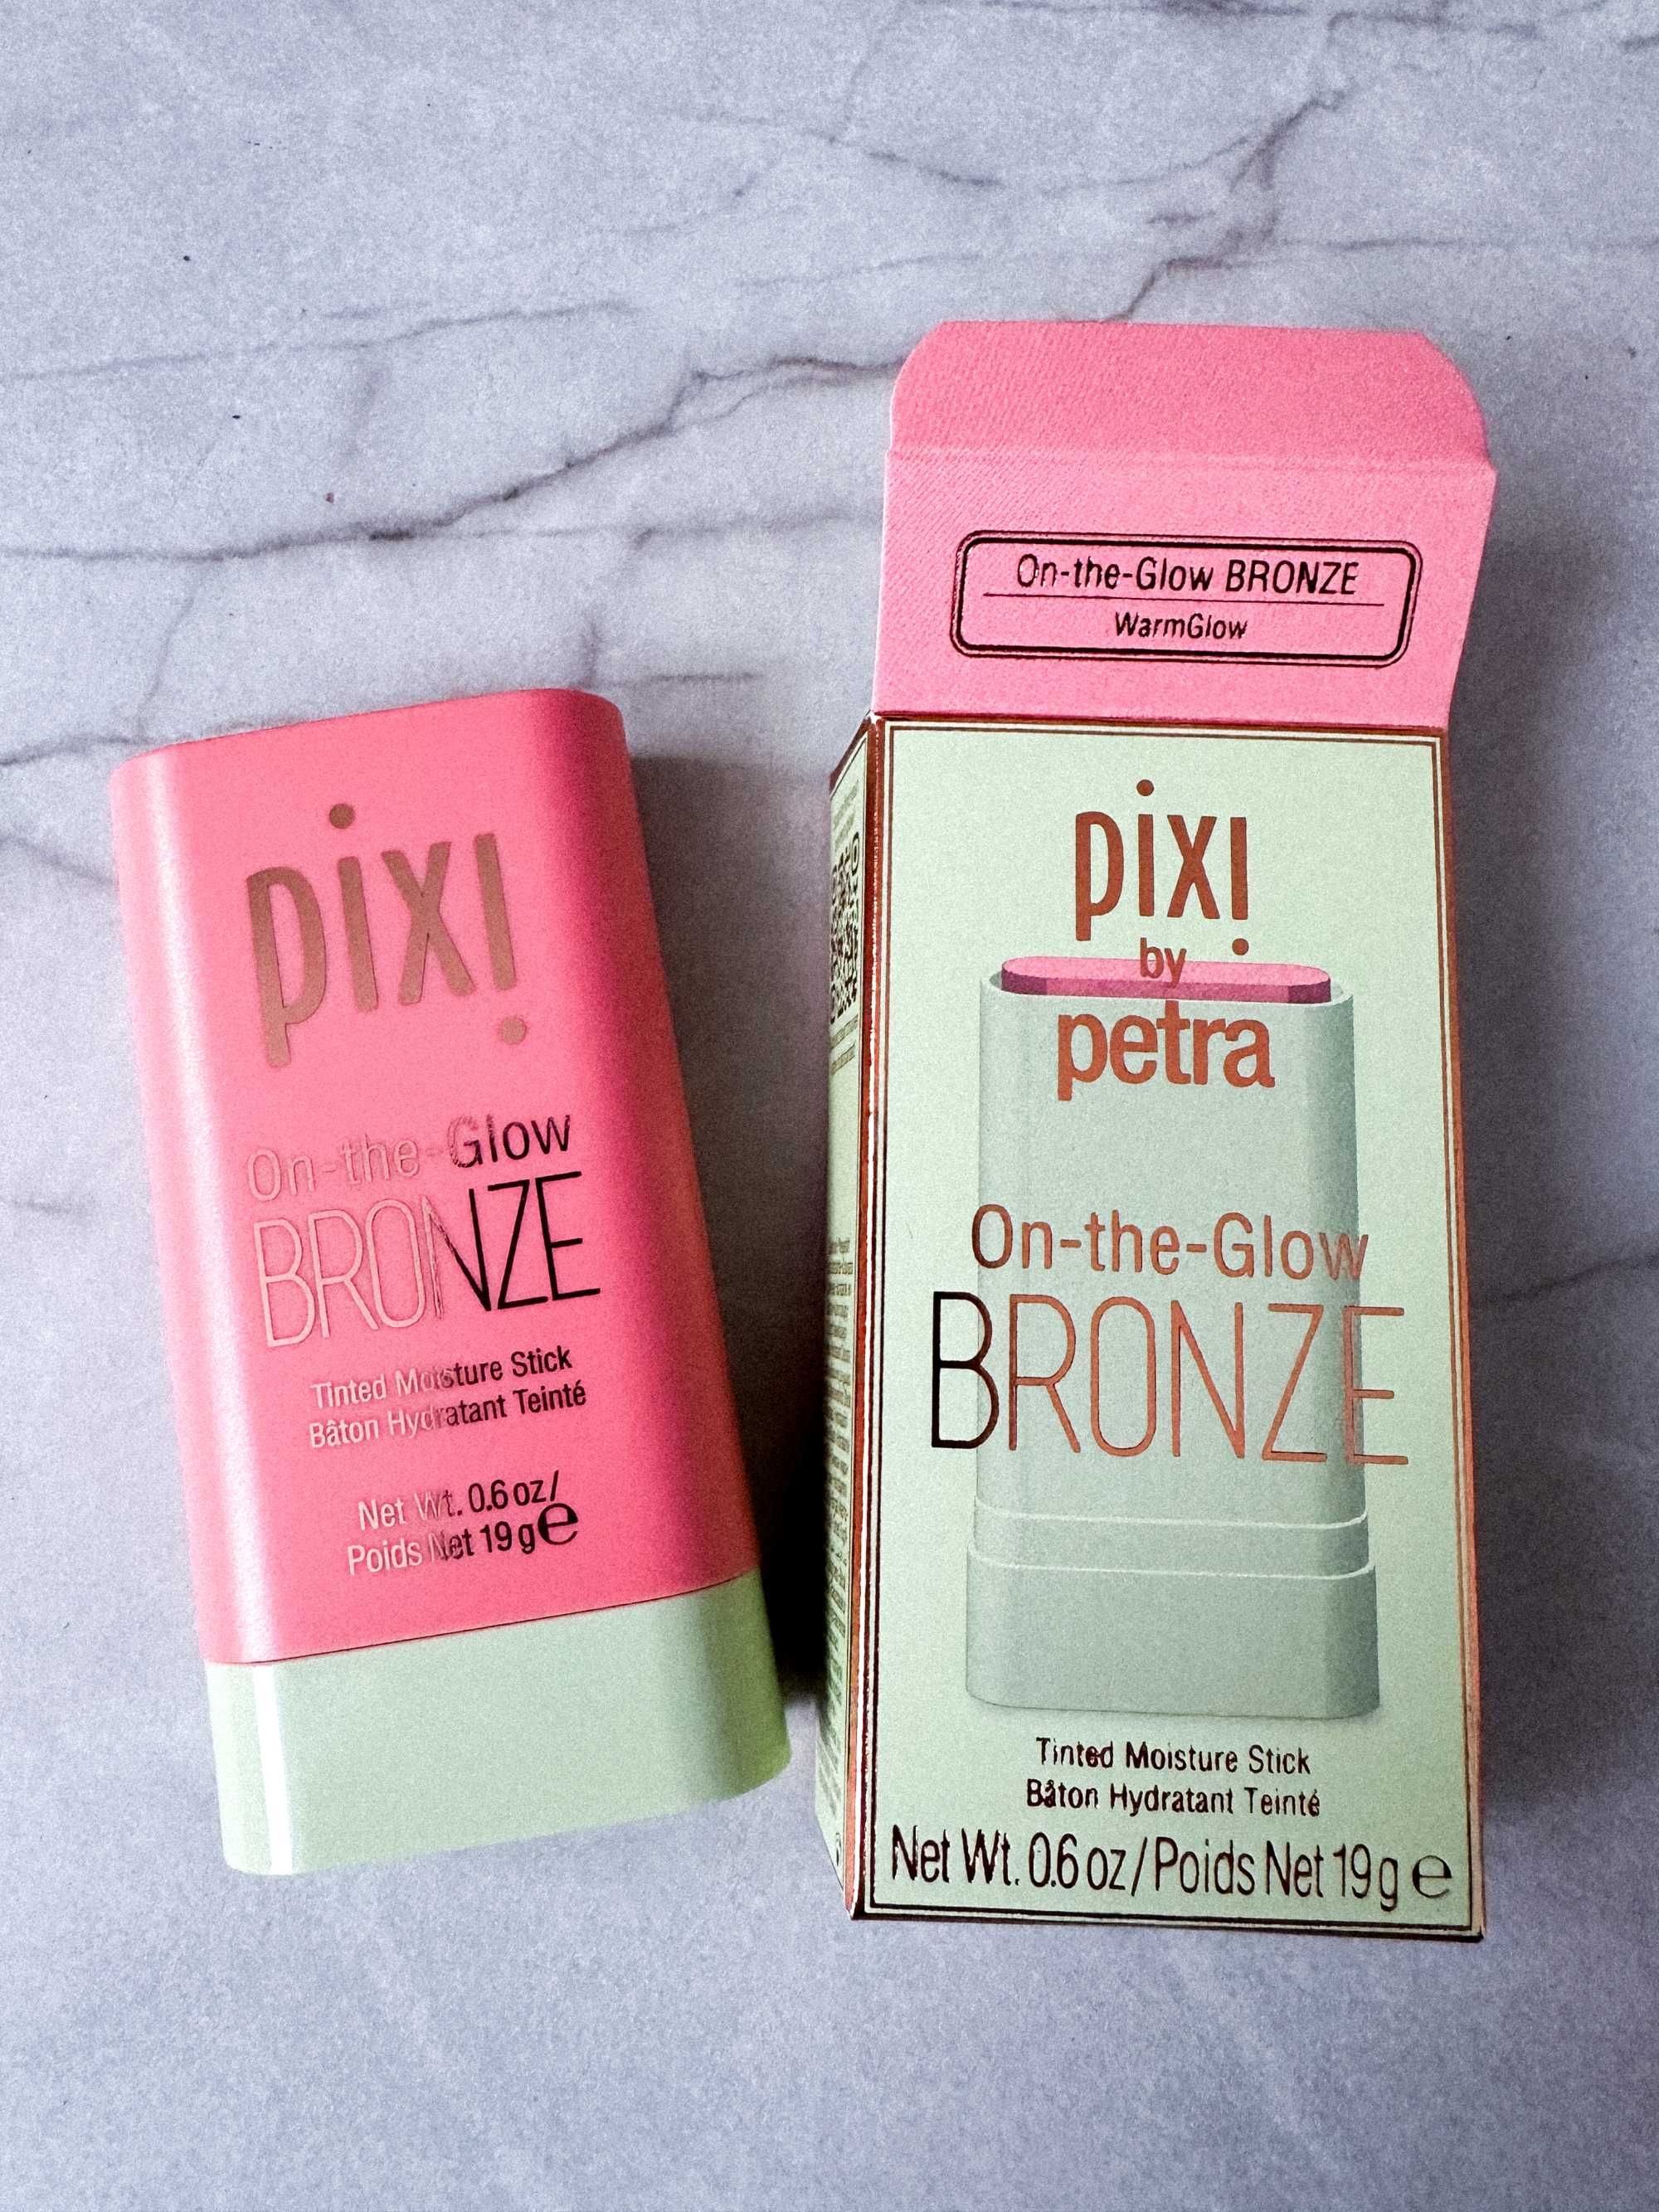 pixi
On-the-Glow
BRONZE
Tinted Moisture Stick
Bâton Hydratant Teinté
Net Wt. 0.6 oz/
Poids Net 19 g e
On-the-Glow BRONZE
WarmGlow
pixi
by
petra
On-the-Glow
BRONZE
Tinted Moisture Stick
Bâton Hydratant Teinté
Net Wt. 0.6 oz/Poids Net 19 g e